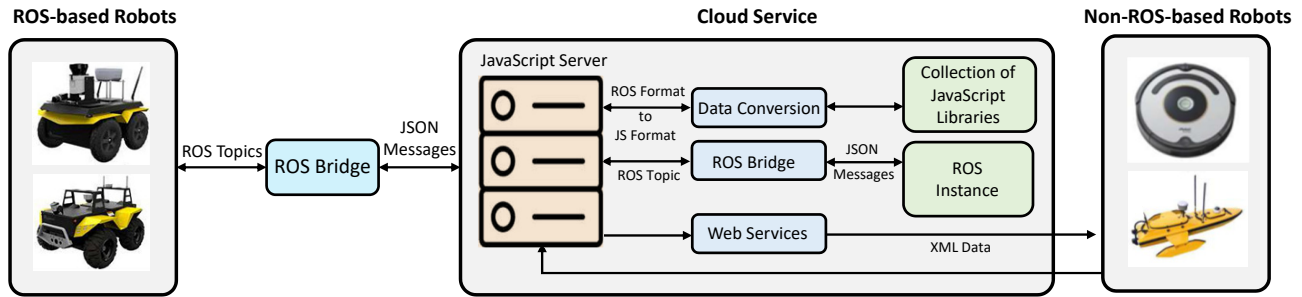 ROS-based Robots
Cloud Service
Non-ROS-based Robots
JavaScript Server
ROS Format
to
JS Format
Data Conversion
Collection of
JavaScript
Libraries
ROS Topics
ROS Bridge
JSON
Messages
ROS Topic
ROS Bridge
JSON
Messages
ROS
Instance
Web Services
XML Data